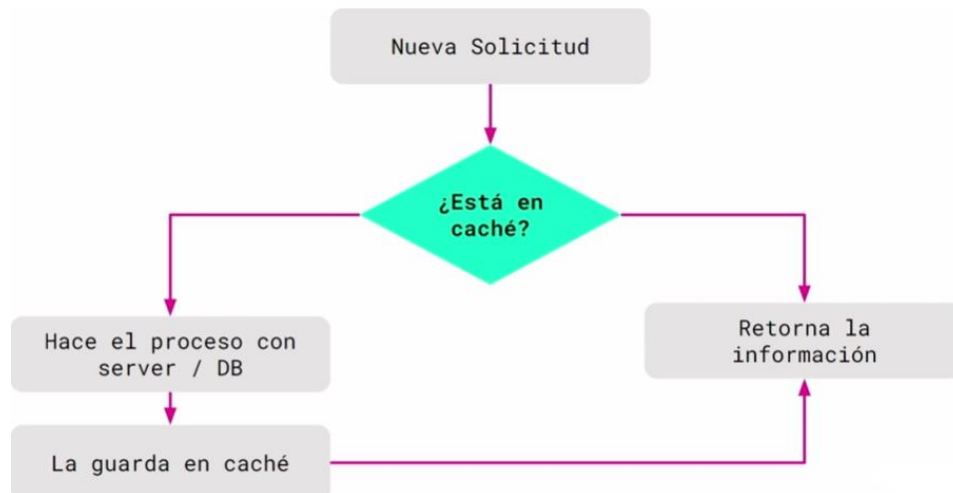 Nueva Solicitud
¿Está en
caché?
Hace el proceso con
server / DB
Retorna la
información
La guarda en caché